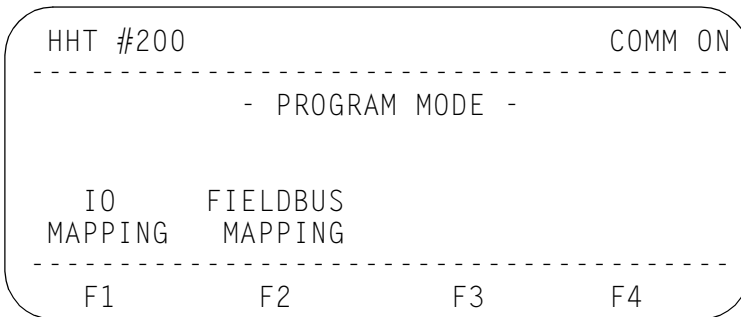 HHT #200 COMM ON
- PROGRAM MODE -
IO FIELDBUS
MAPPING MAPPING
F1 F2 F3 F4